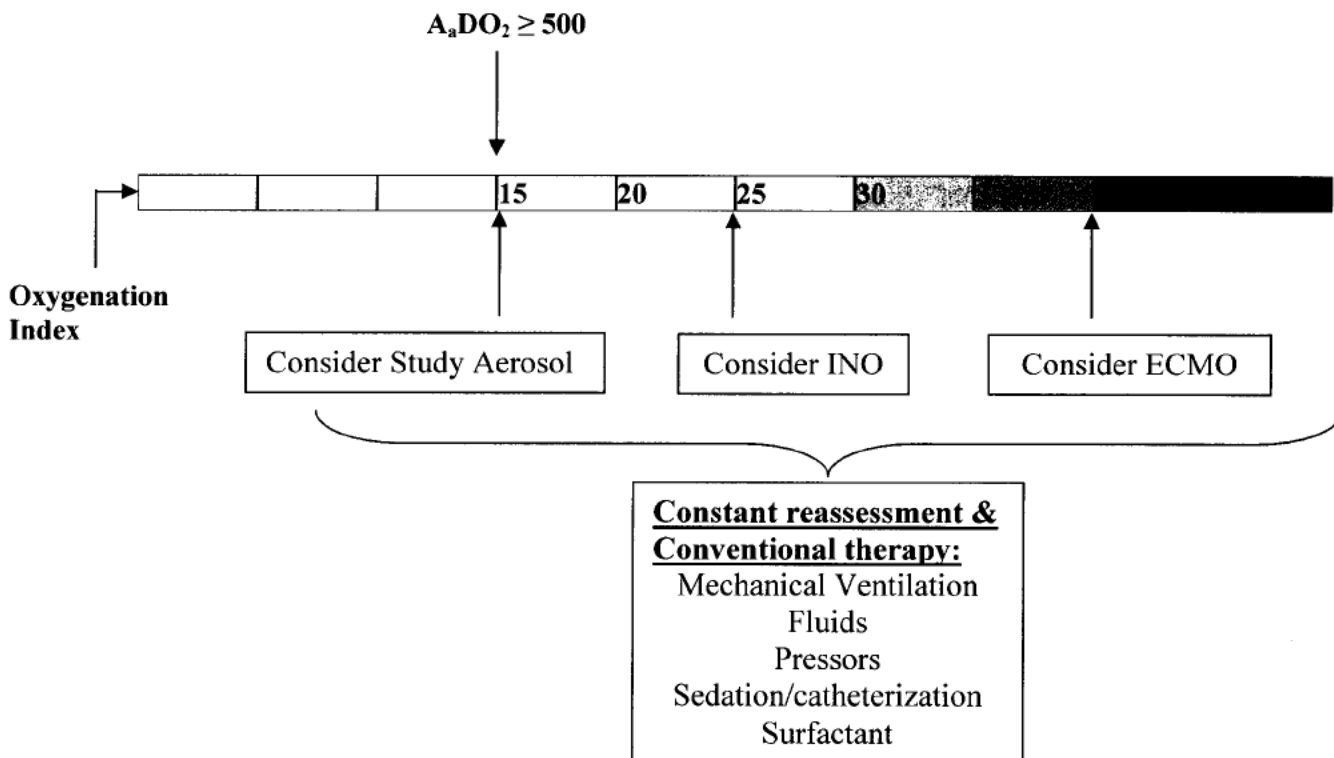 AₐDO₂ ≥ 500
15 20 25 30
Oxygenation
Index
Consider Study Aerosol
Consider INO
Consider ECMO
Constant reassessment &
Conventional therapy:
Mechanical Ventilation
Fluids
Pressors
Sedation/catheterization
Surfactant